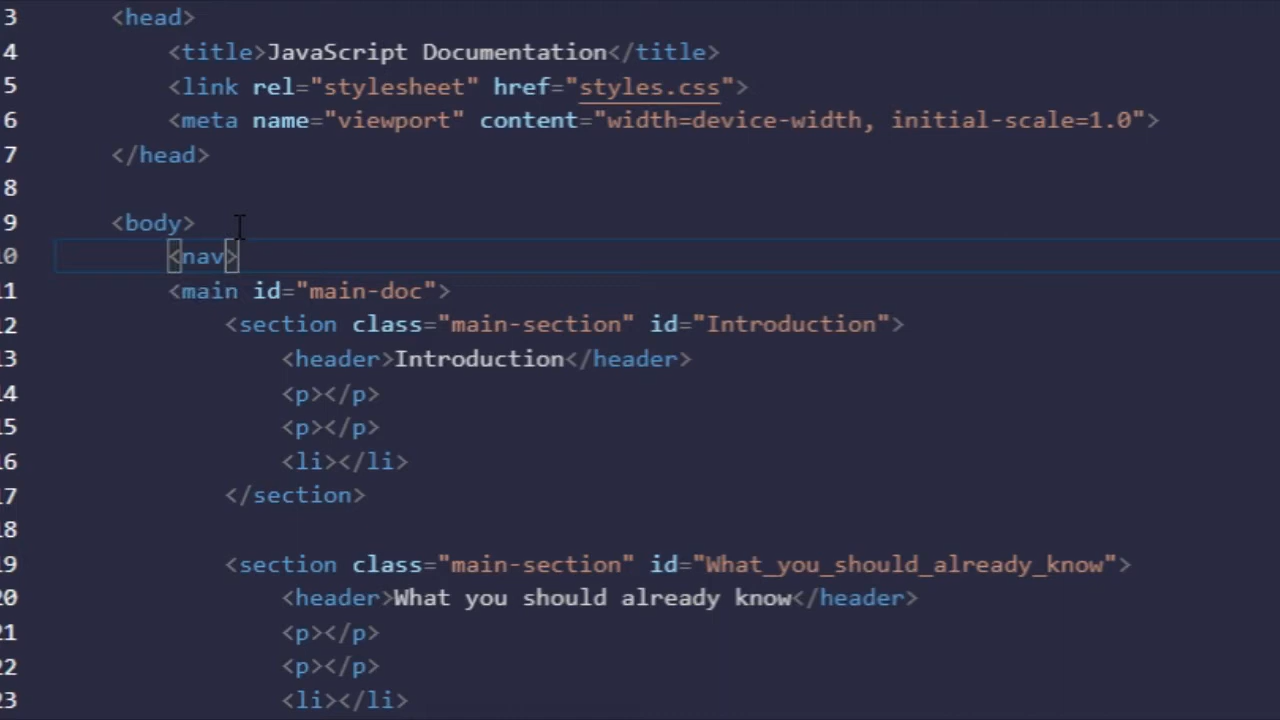 3 <head>
4 <title>JavaScript Documentation</title>
5 <link rel="stylesheet" href="styles.css">
6 <meta name="viewport" content="width=device-width, initial-scale=1.0">
7 </head>
8
9 <body>
10 <nav>
11 <main id="main-doc">
12 <section class="main-section" id="Introduction">
13 <header>Introduction</header>
14 <p></p>
15 <p></p>
16 <li></li>
17 </section>
18
19 <section class="main-section" id="What_you_should_already_know">
20 <header>What you should already know</header>
21 <p></p>
22 <p></p>
23 <li></li>